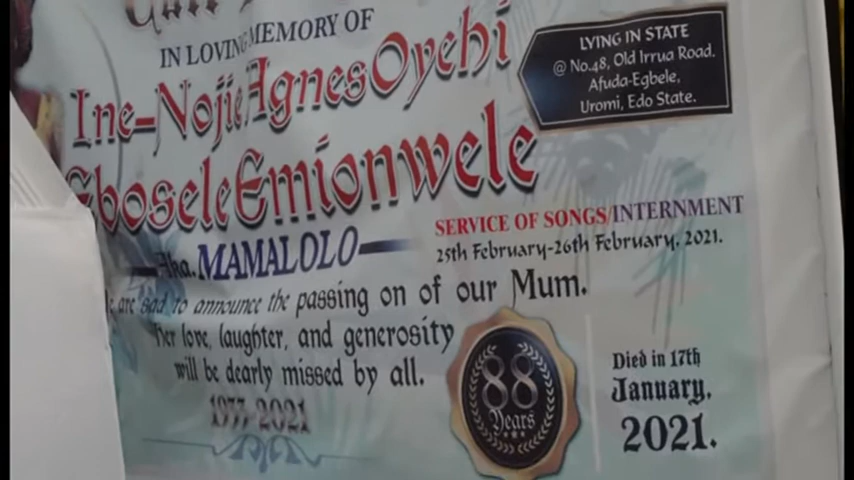 IN LOVING MEMORY OF
Ine-Nojie Agnes Oyehi
Ebosele Emionwele
Aka. MAMALOLO
LYING IN STATE
@ No.48, Old Irrua Road.
Afuda-Egbele,
Uromi, Edo State.
SERVICE OF SONGS/INTERNMENT
25th February-26th February, 2021.
are sad to announce the passing on of our Mum.
Her love, laughter, and generosity
will be dearly missed by all.
1933-2021
88
Years
Died in 17th
January,
2021.